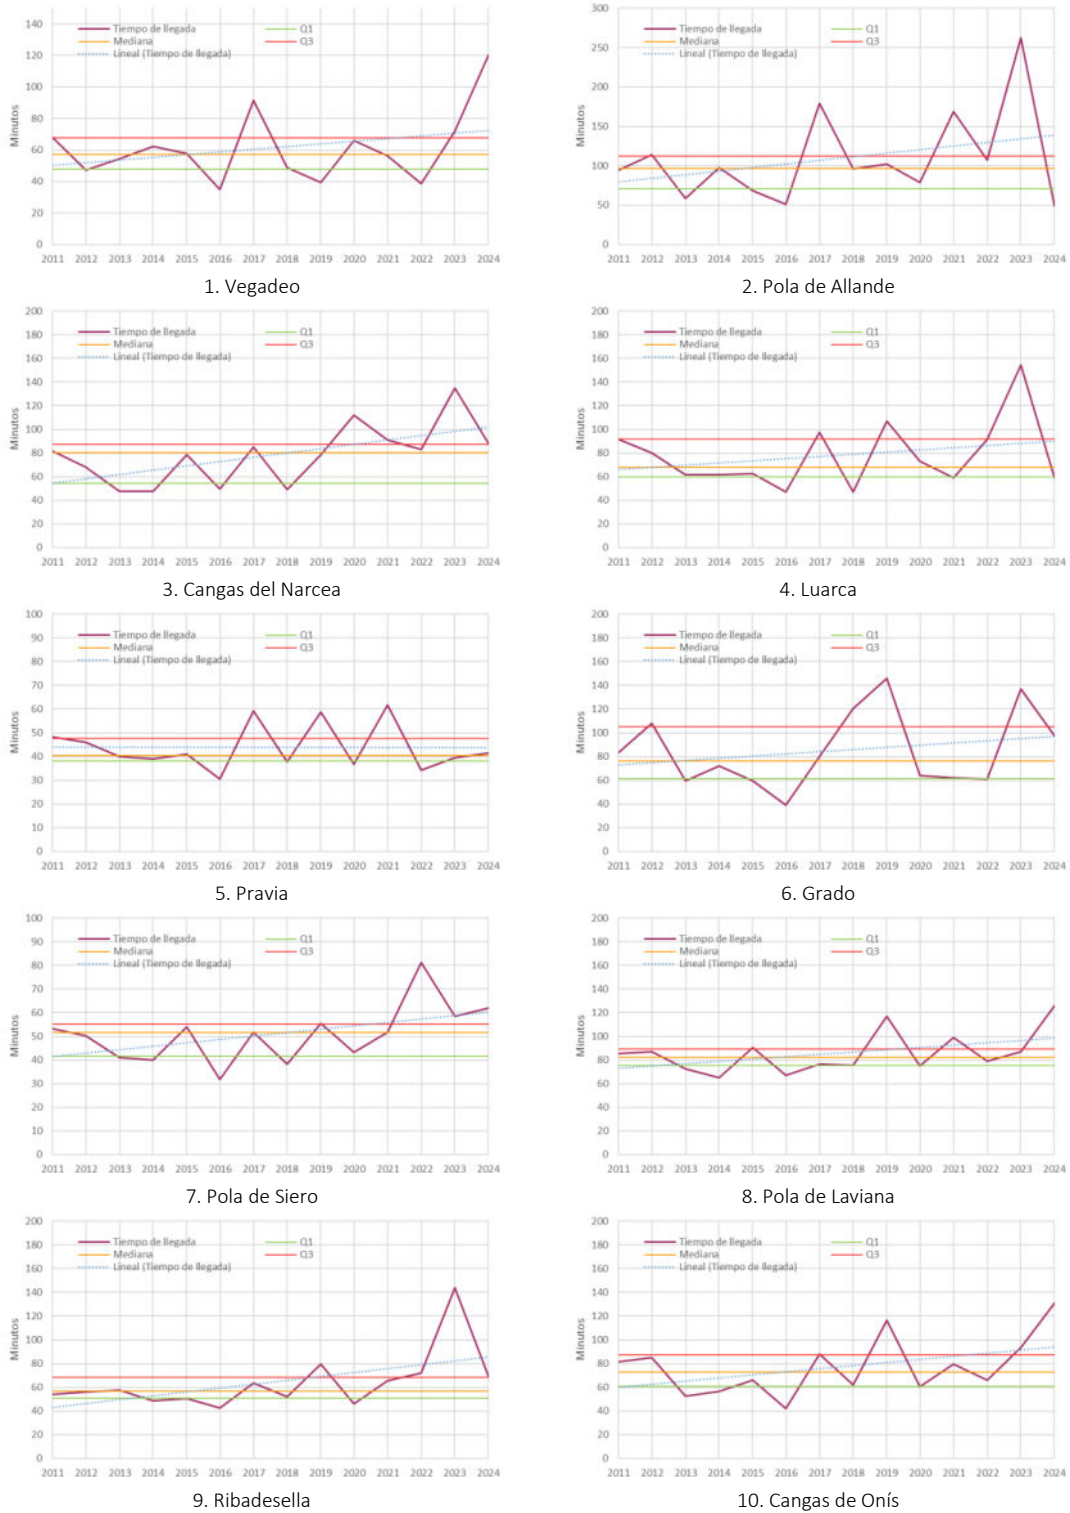 140
120
100
80
60
40
20
0
Minutos
Tiempo de llegada
Q1
Mediana
Q3
Lineal (Tiempo de llegada)
2011 2012 2013 2014 2015 2016 2017 2018 2019 2020 2021 2022 2023 2024
1. Vegadeo
300
250
200
150
100
50
0
Minutos
Tiempo de llegada
Q1
Mediana
Q3
Lineal (Tiempo de llegada)
2011 2012 2013 2014 2015 2016 2017 2018 2019 2020 2021 2022 2023 2024
2. Pola de Allande
200
180
160
140
120
100
80
60
40
20
0
Minutos
Tiempo de llegada
Q1
Mediana
Q3
Lineal (Tiempo de llegada)
2011 2012 2013 2014 2015 2016 2017 2018 2019 2020 2021 2022 2023 2024
3. Cangas del Narcea
200
180
160
140
120
100
80
60
40
20
0
Minutos
Tiempo de llegada
Q1
Mediana
Q3
Lineal (Tiempo de llegada)
2011 2012 2013 2014 2015 2016 2017 2018 2019 2020 2021 2022 2023 2024
4. Luarca
100
90
80
70
60
50
40
30
20
10
0
Minutos
Tiempo de llegada
Q1
Mediana
Q3
Lineal (Tiempo de llegada)
2011 2012 2013 2014 2015 2016 2017 2018 2019 2020 2021 2022 2023 2024
5. Pravia
200
180
160
140
120
100
80
60
40
20
0
Minutos
Tiempo de llegada
Q1
Mediana
Q3
Lineal (Tiempo de llegada)
2011 2012 2013 2014 2015 2016 2017 2018 2019 2020 2021 2022 2023 2024
6. Grado
100
90
80
70
60
50
40
30
20
10
0
Minutos
Tiempo de llegada
Q1
Mediana
Q3
Lineal (Tiempo de llegada)
2011 2012 2013 2014 2015 2016 2017 2018 2019 2020 2021 2022 2023 2024
7. Pola de Siero
200
180
160
140
120
100
80
60
40
20
0
Minutos
Tiempo de llegada
Q1
Mediana
Q3
Lineal (Tiempo de llegada)
2011 2012 2013 2014 2015 2016 2017 2018 2019 2020 2021 2022 2023 2024
8. Pola de Laviana
200
180
160
140
120
100
80
60
40
20
0
Minutos
Tiempo de llegada
Q1
Mediana
Q3
Lineal (Tiempo de llegada)
2011 2012 2013 2014 2015 2016 2017 2018 2019 2020 2021 2022 2023 2024
9. Ribadesella
200
180
160
140
120
100
80
60
40
20
0
Minutos
Tiempo de llegada
Q1
Mediana
Q3
Lineal (Tiempo de llegada)
2011 2012 2013 2014 2015 2016 2017 2018 2019 2020 2021 2022 2023 2024
10. Cangas de Onís